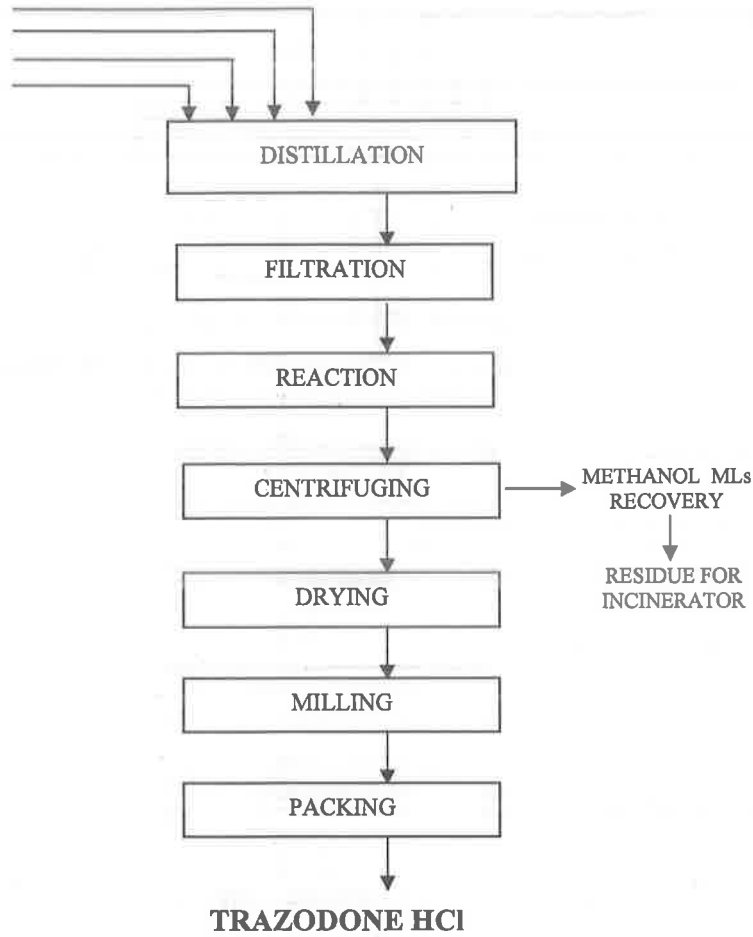 DISTILLATION
FILTRATION
REACTION
CENTRIFUGING
METHANOL MLs
RECOVERY
RESIDUE FOR
INCINERATOR
DRYING
MILLING
PACKING
TRAZODONE HCl